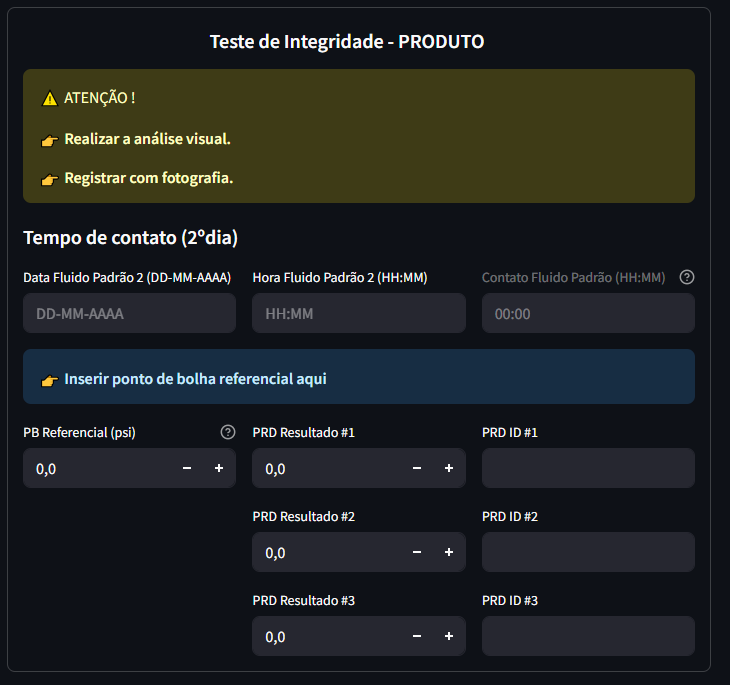 Teste de Integridade - PRODUTO
⚠️ ATENÇÃO !
👉 Realizar a análise visual.
👉 Registrar com fotografia.
Tempo de contato (2ºdia)
Data Fluido Padrão 2 (DD-MM-AAAA) Hora Fluido Padrão 2 (HH:MM) Contato Fluido Padrão (HH:MM) ?
DD-MM-AAAA HH:MM 00:00
👉 Inserir ponto de bolha referencial aqui
PB Referencial (psi) ? PRD Resultado #1 PRD ID #1
0,0 − + 0,0 − +
PRD Resultado #2 PRD ID #2
0,0 − +
PRD Resultado #3 PRD ID #3
0,0 − +